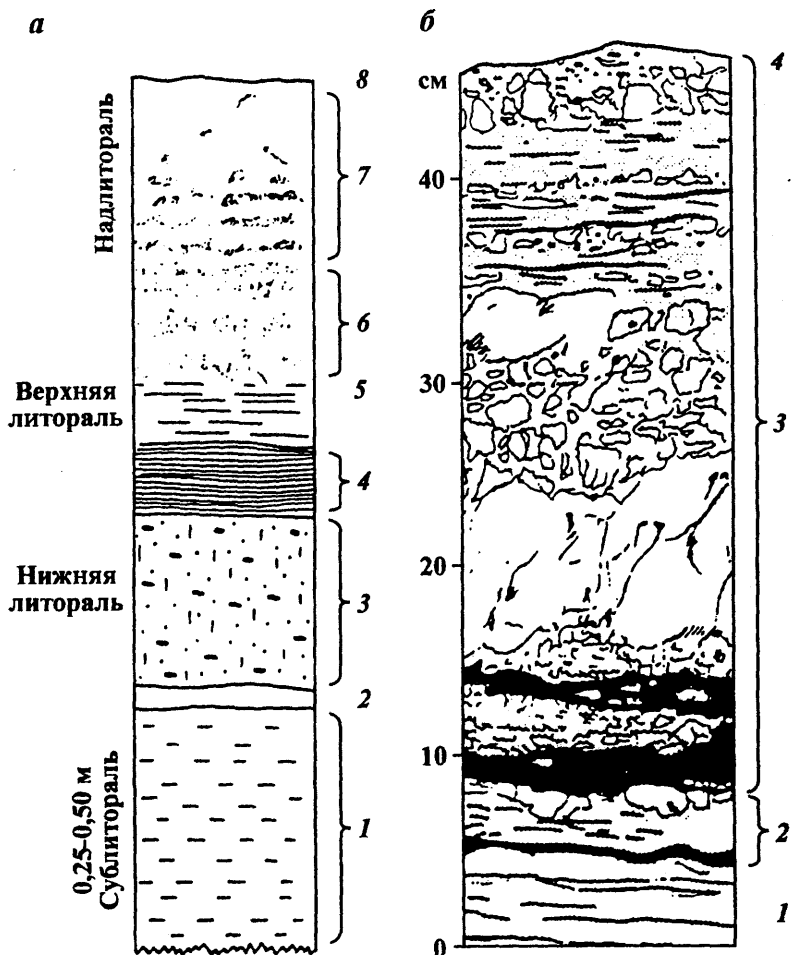 а
8
Надлитораль
7
6
Верхняя
литораль
5
4
Нижняя
литораль
3
2
0,25-0,50 м
Сублитораль
1
б
см
4
40
30
3
20
10
2
1
0